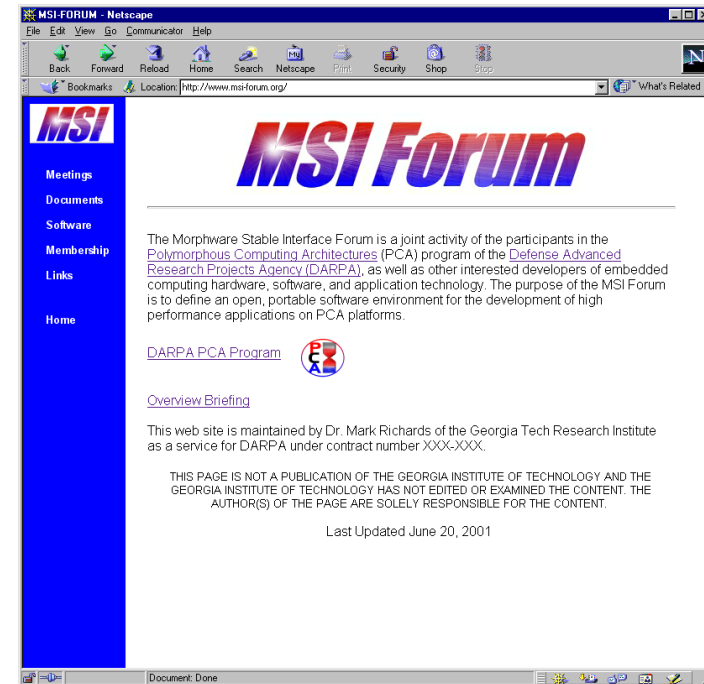 MSI-FORUM - Netscape
File Edit View Go Communicator Help
Back Forward Reload Home Search Netscape Print Security Shop Stop
My
N
Bookmarks Location: http://www.msi-forum.org/ What's Related
MSI
Meetings
Documents
Software
Membership
Links
Home
MSI Forum
The Morphware Stable Interface Forum is a joint activity of the participants in the
Polymorphous Computing Architectures (PCA) program of the Defense Advanced
Research Projects Agency (DARPA), as well as other interested developers of embedded
computing hardware, software, and application technology. The purpose of the MSI Forum
is to define an open, portable software environment for the development of high
performance applications on PCA platforms.
DARPA PCA Program
P
C
A
Overview Briefing
This web site is maintained by Dr. Mark Richards of the Georgia Tech Research Institute
as a service for DARPA under contract number XXX-XXX.
THIS PAGE IS NOT A PUBLICATION OF THE GEORGIA INSTITUTE OF TECHNOLOGY AND THE
GEORGIA INSTITUTE OF TECHNOLOGY HAS NOT EDITED OR EXAMINED THE CONTENT. THE
AUTHOR(S) OF THE PAGE ARE SOLELY RESPONSIBLE FOR THE CONTENT.
Last Updated June 20, 2001
Document: Done